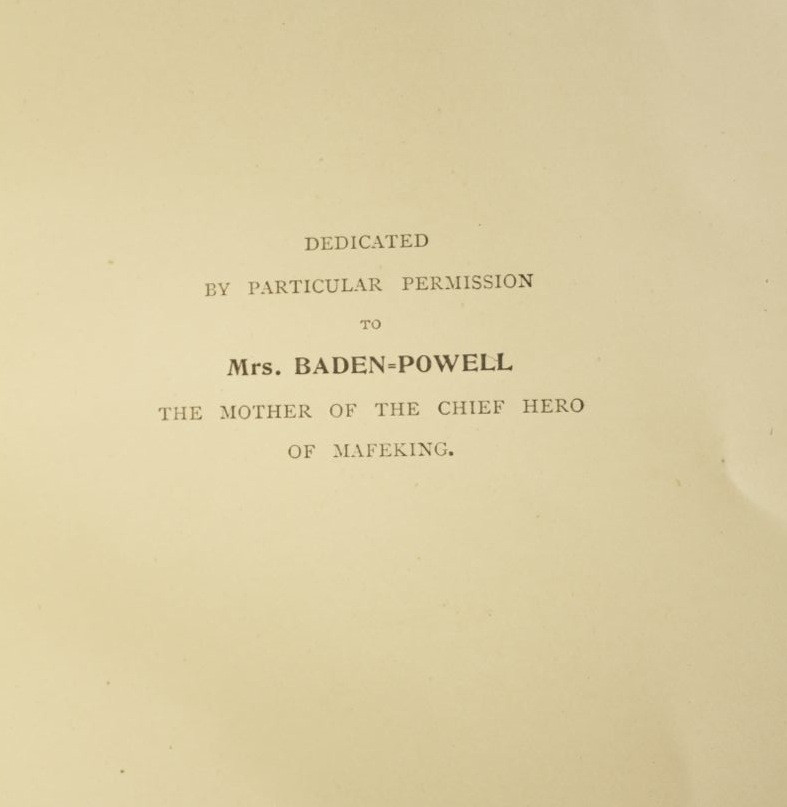 DEDICATED
BY PARTICULAR PERMISSION
TO
Mrs. BADEN=POWELL
THE MOTHER OF THE CHIEF HERO
OF MAFEKING.